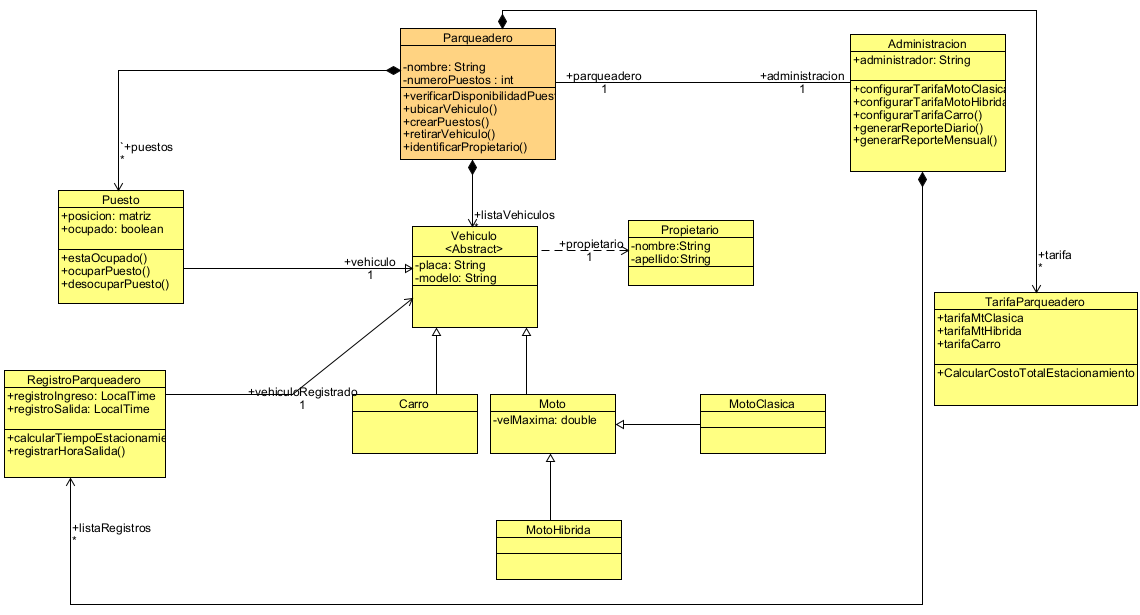 Parqueadero
-nombre: String
-numeroPuestos : int
+verificarDisponibilidadPuest
+ubicarVehiculo()
+crearPuestos()
+retirarVehiculo()
+identificarPropietario()
+parqueadero
1
+administracion
1
Administracion
+administrador: String
+configurarTarifaMotoClasica
+configurarTarifaMotoHibrida
+configurarTarifaCarro()
+generarReporteDiario()
+generarReporteMensual()
`+puestos
*
Puesto
+posicion: matriz
+ocupado: boolean
+estaOcupado()
+ocuparPuesto()
+desocuparPuesto()
+listaVehiculos
Vehiculo
<Abstract>
-placa: String
-modelo: String
+propietario
1
Propietario
-nombre:String
-apellido:String
+vehiculo
1
+tarifa
*
TarifaParqueadero
+tarifaMtClasica
+tarifaMtHibrida
+tarifaCarro
+CalcularCostoTotalEstacionamiento
RegistroParqueadero
+registroIngreso: LocalTime
+registroSalida: LocalTime
+calcularTiempoEstacionamie
+registrarHoraSalida()
+vehiculoRegistrado
1
Carro
Moto
-velMaxima: double
MotoClasica
MotoHibrida
+listaRegistros
*